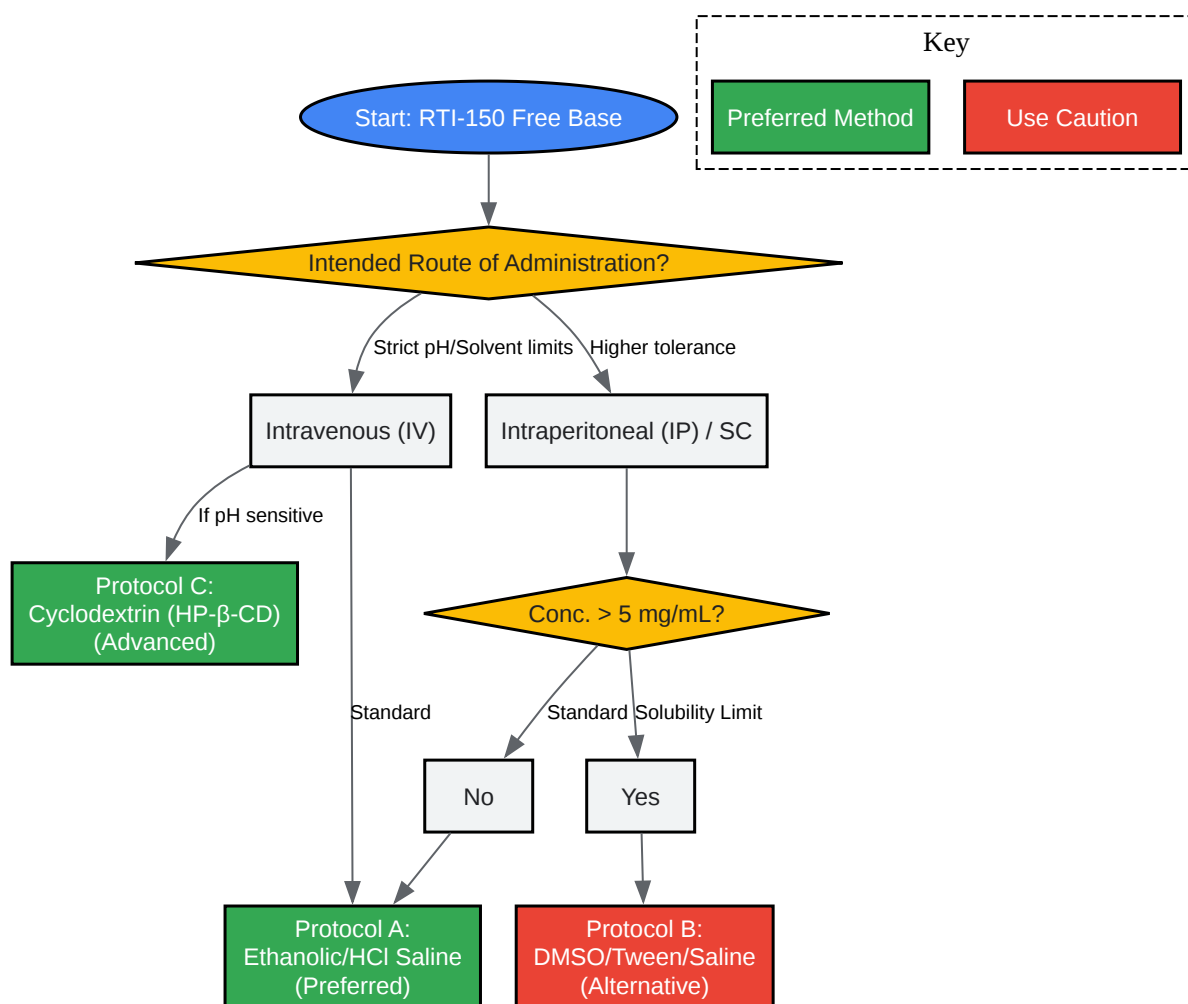 Key
Preferred Method
Use Caution
Start: RTI-150 Free Base
Intended Route of Administration?
Strict pH/Solvent limits
Higher tolerance
Intravenous (IV)
Intraperitoneal (IP) / SC
If pH sensitive
Protocol C:
Cyclodextrin (HP-β-CD)
(Advanced)
Conc. > 5 mg/mL?
Standard
Standard
Solubility Limit
No
Yes
Protocol A:
Ethanolic/HCl Saline
(Preferred)
Protocol B:
DMSO/Tween/Saline
(Alternative)